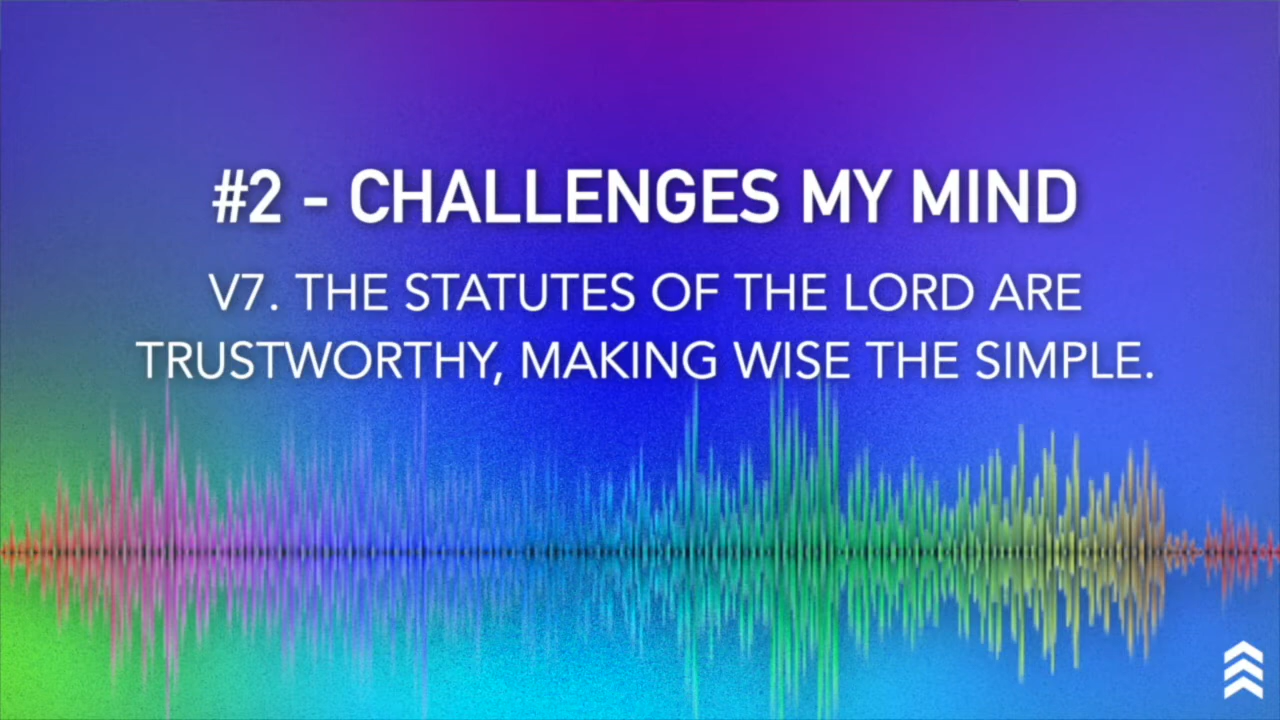 #2 - CHALLENGES MY MIND
V7. THE STATUTES OF THE LORD ARE
TRUSTWORTHY, MAKING WISE THE SIMPLE.